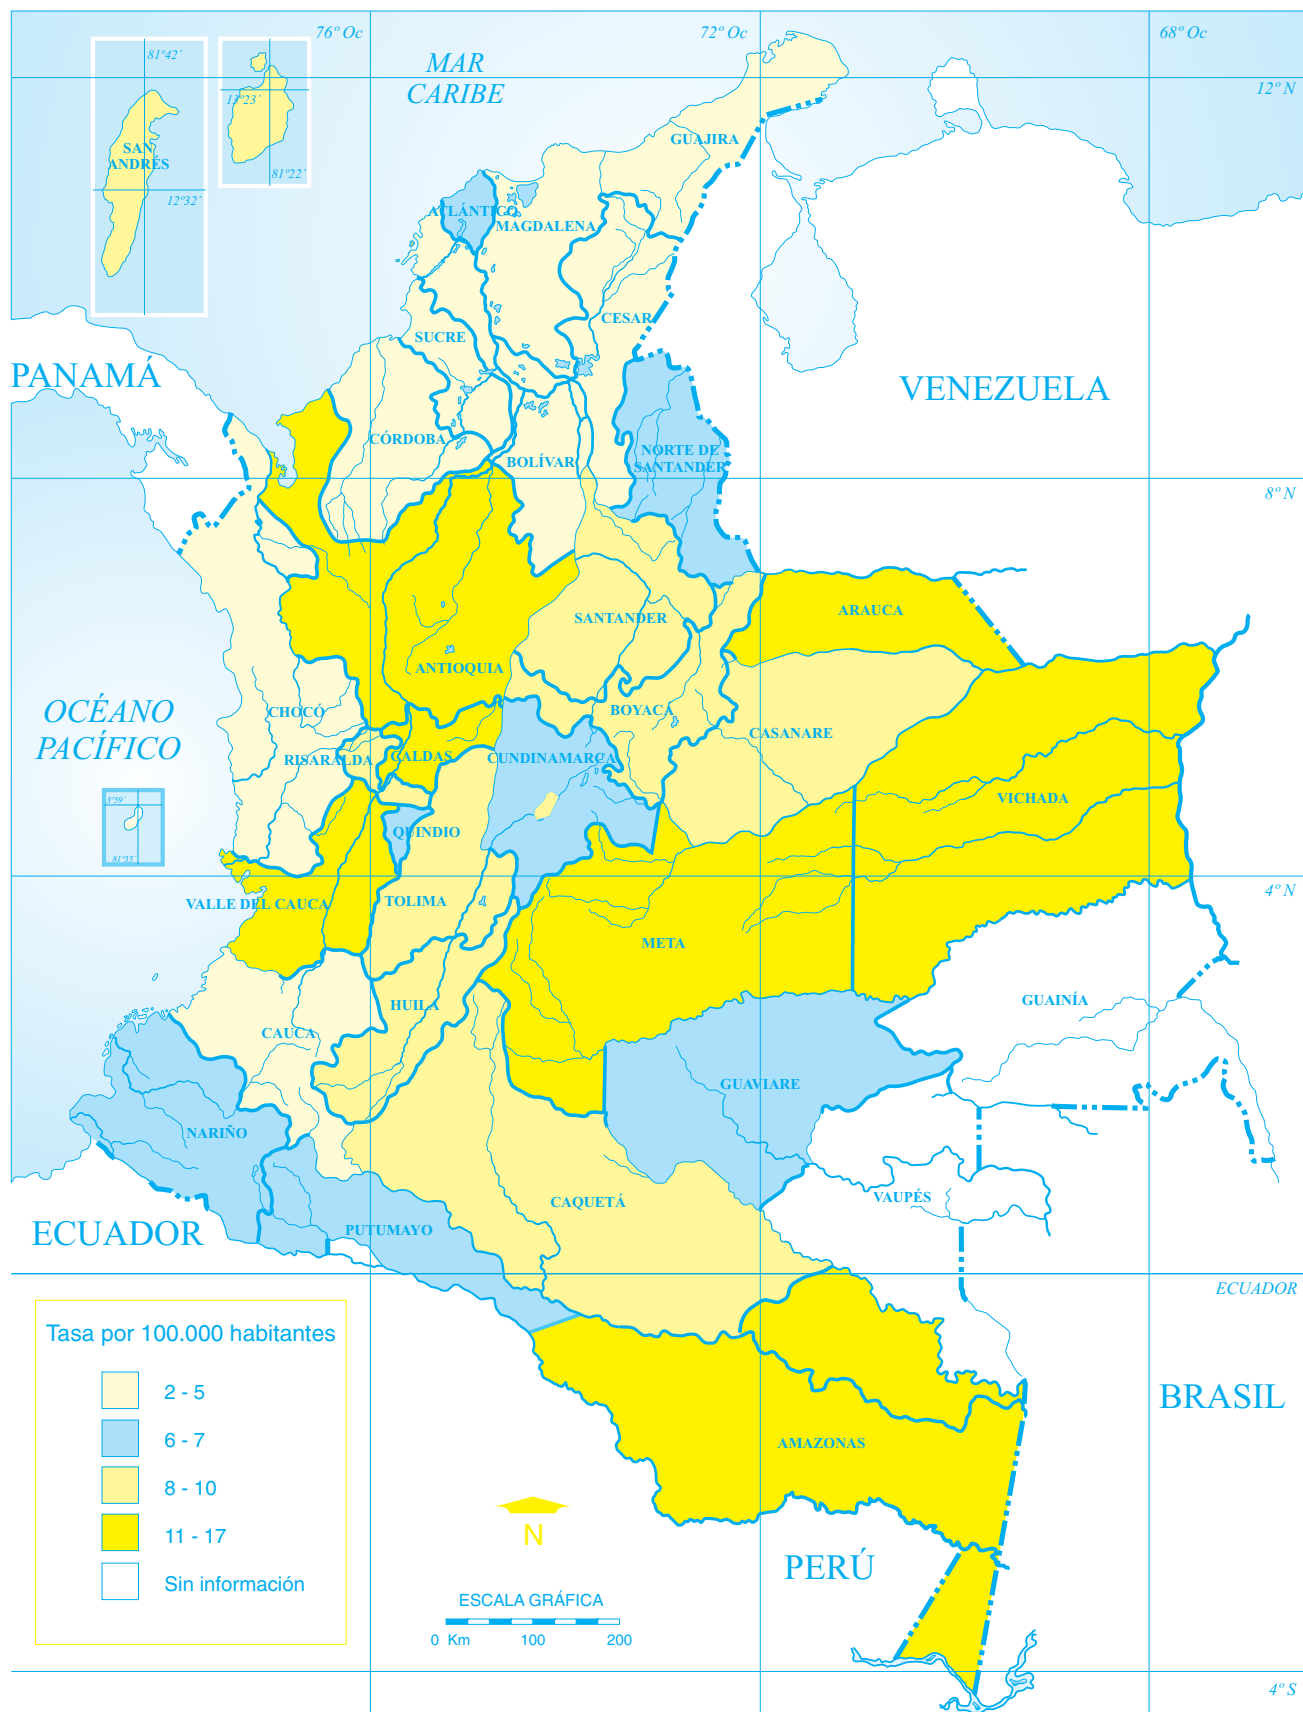 76º Oc
72º Oc
68º Oc
81º42´
13º23´
SAN
ANDRÉS
12º32´
81º22´
MAR
CARIBE
12º N
GUAJIRA
ATLÁNTICO
MAGDALENA
CESAR
SUCRE
PANAMÁ
VENEZUELA
CÓRDOBA
BOLÍVAR
NORTE DE
SANTANDER
8º N
SANTANDER
ARAUCA
ANTIOQUIA
OCÉANO
PACÍFICO
CHOCÓ
BOYACÁ
CASANARE
RISARALDA
CALDAS
CUNDINAMARCA
VICHADA
3º59´
81º35´
QUINDIO
4º N
VALLE DEL CAUCA
TOLIMA
META
HUILA
GUAINÍA
CAUCA
GUAVIARE
NARIÑO
VAUPÉS
CAQUETÁ
ECUADOR
PUTUMAYO
ECUADOR
Tasa por 100.000 habitantes
2 - 5
6 - 7
8 - 10
11 - 17
Sin información
BRASIL
AMAZONAS
N
PERÚ
ESCALA GRÁFICA
0 Km 100 200
4º S